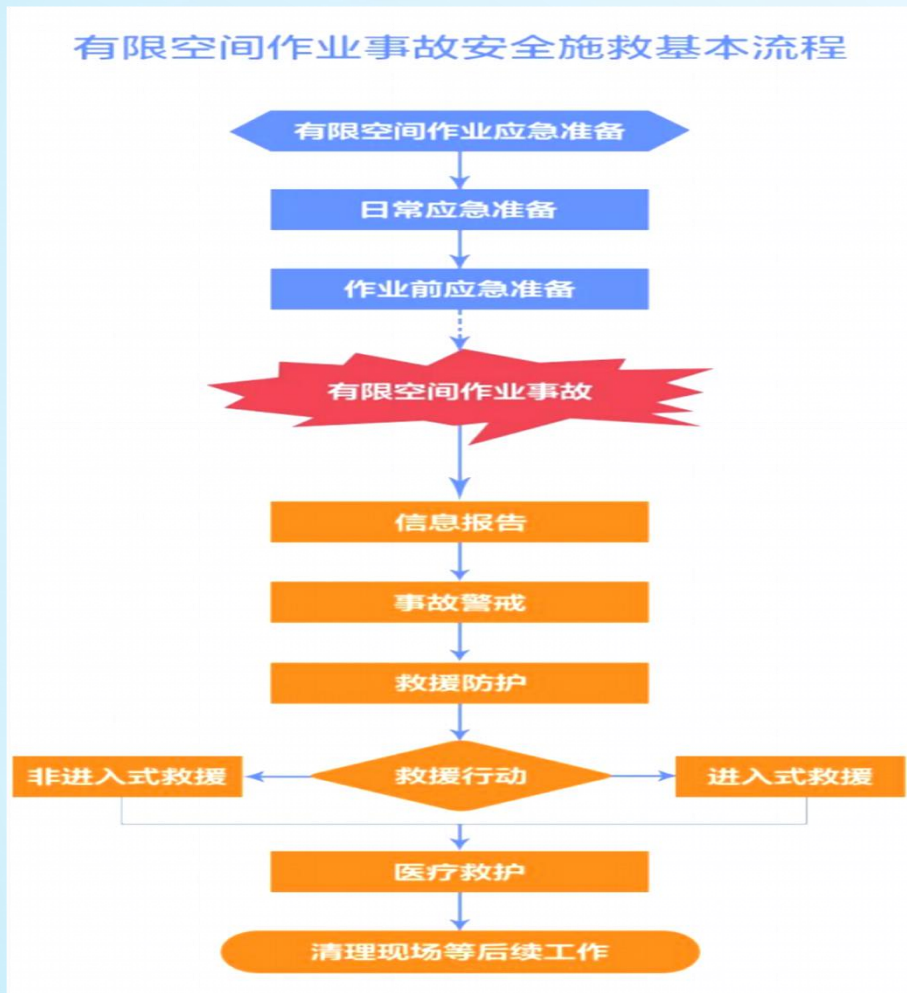 有限空间作业事故安全施救基本流程
有限空间作业应急准备
日常应急准备
作业前应急准备
有限空间作业事故
信息报告
事故警戒
救援防护
非进入式救援
救援行动
进入式救援
医疗救护
清理现场等后续工作